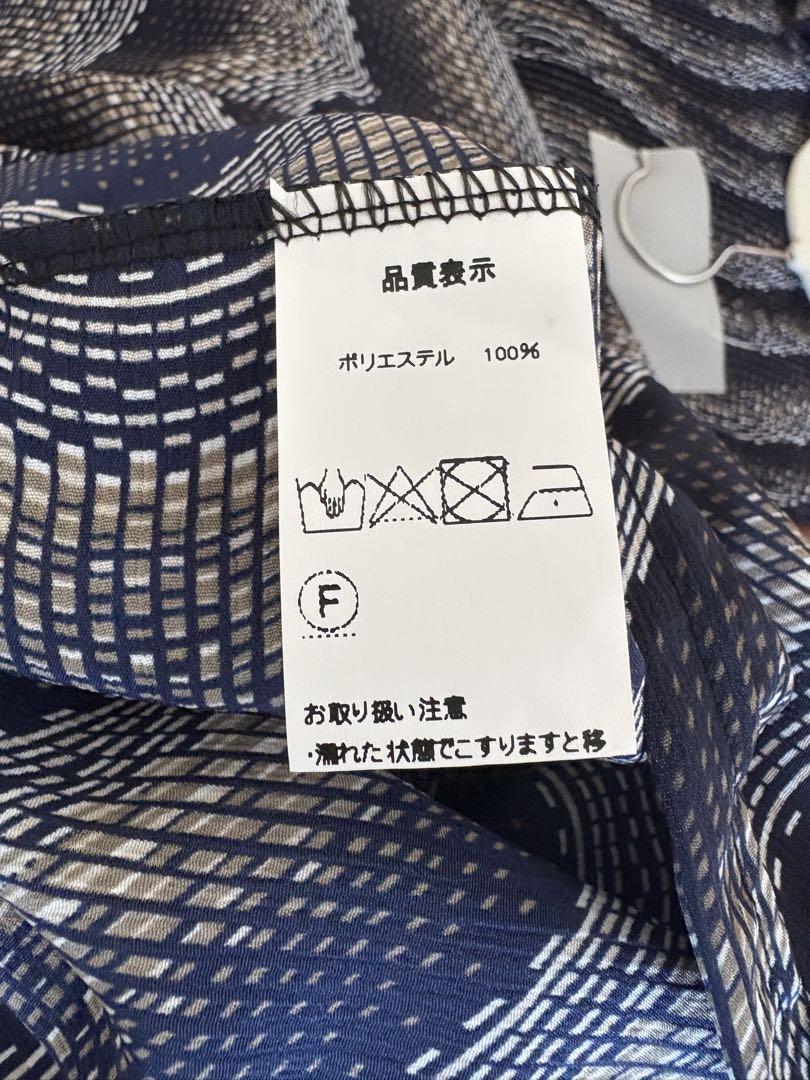 品質表示
ポリエステル 100%
F
お取り扱い注意
・濡れた状態でこすりますと移